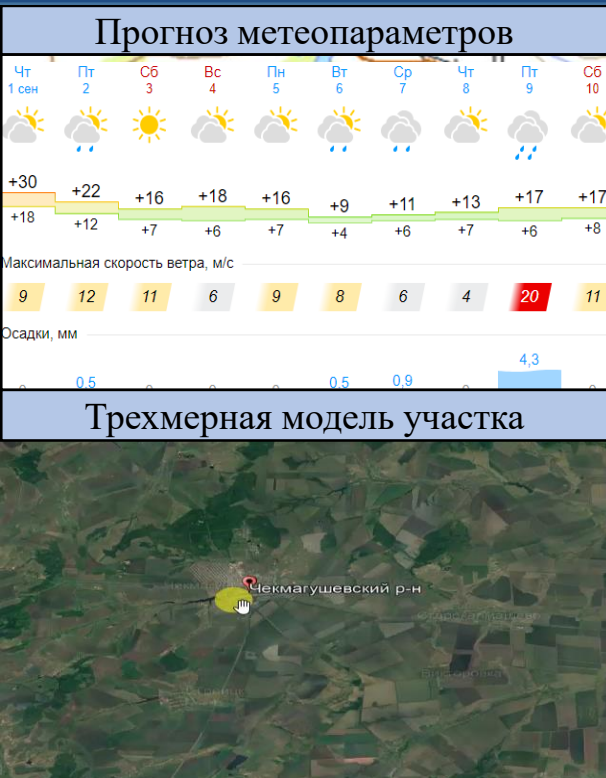 Прогноз метеопараметров
Чт Пт Сб Вс Пн Вт Ср Чт Пт Сб
1 сен 2 3 4 5 6 7 8 9 10
+30 +22 +16 +18 +16 +9 +11 +13 +17 +17
+18 +12 +7 +6 +7 +4 +6 +7 +6 +8
Максимальная скорость ветра, м/с
9 12 11 6 9 8 6 4 20 11
Осадки, мм
0,5 0,5 0,9 4,3
Трехмерная модель участка
Чекмагушевский р-н